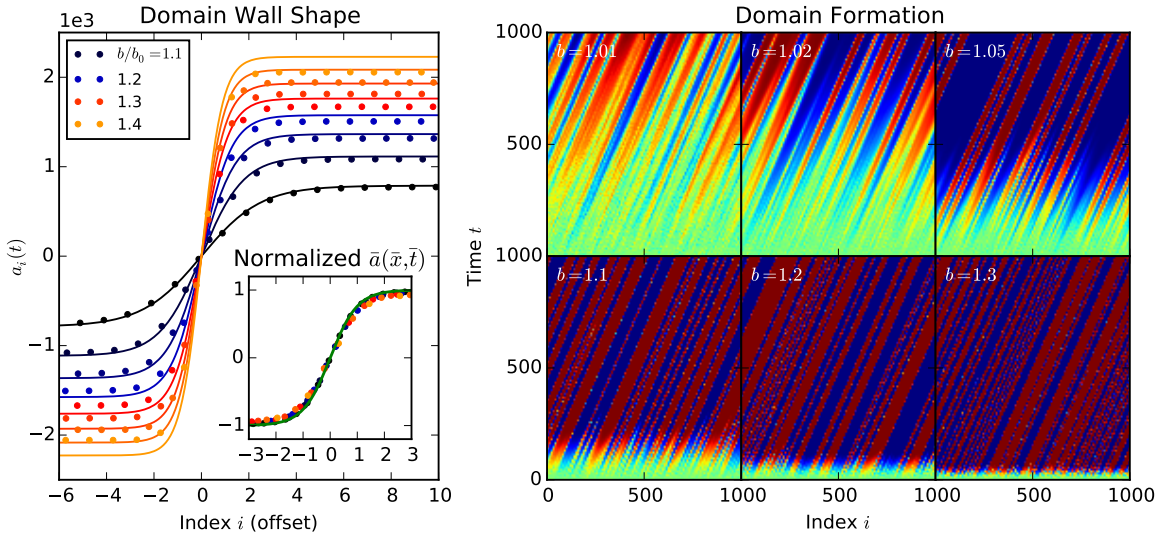 Domain Wall Shape
1e3
b/b₀=1.1
1.2
1.3
1.4
2
1
0
−1
−2
aᵢ(t)
−6 −4 −2 0 2 4 6 8 10
Index i (offset)
Normalized ā(x̄,t̄)
1
0
−1
−3 −2 −1 0 1 2 3
Domain Formation
b=1.01 b=1.02 b=1.05
1000
500
1000
b=1.1 b=1.2 b=1.3
500
0
Time t
0 500 1000 500 1000 500 1000
Index i